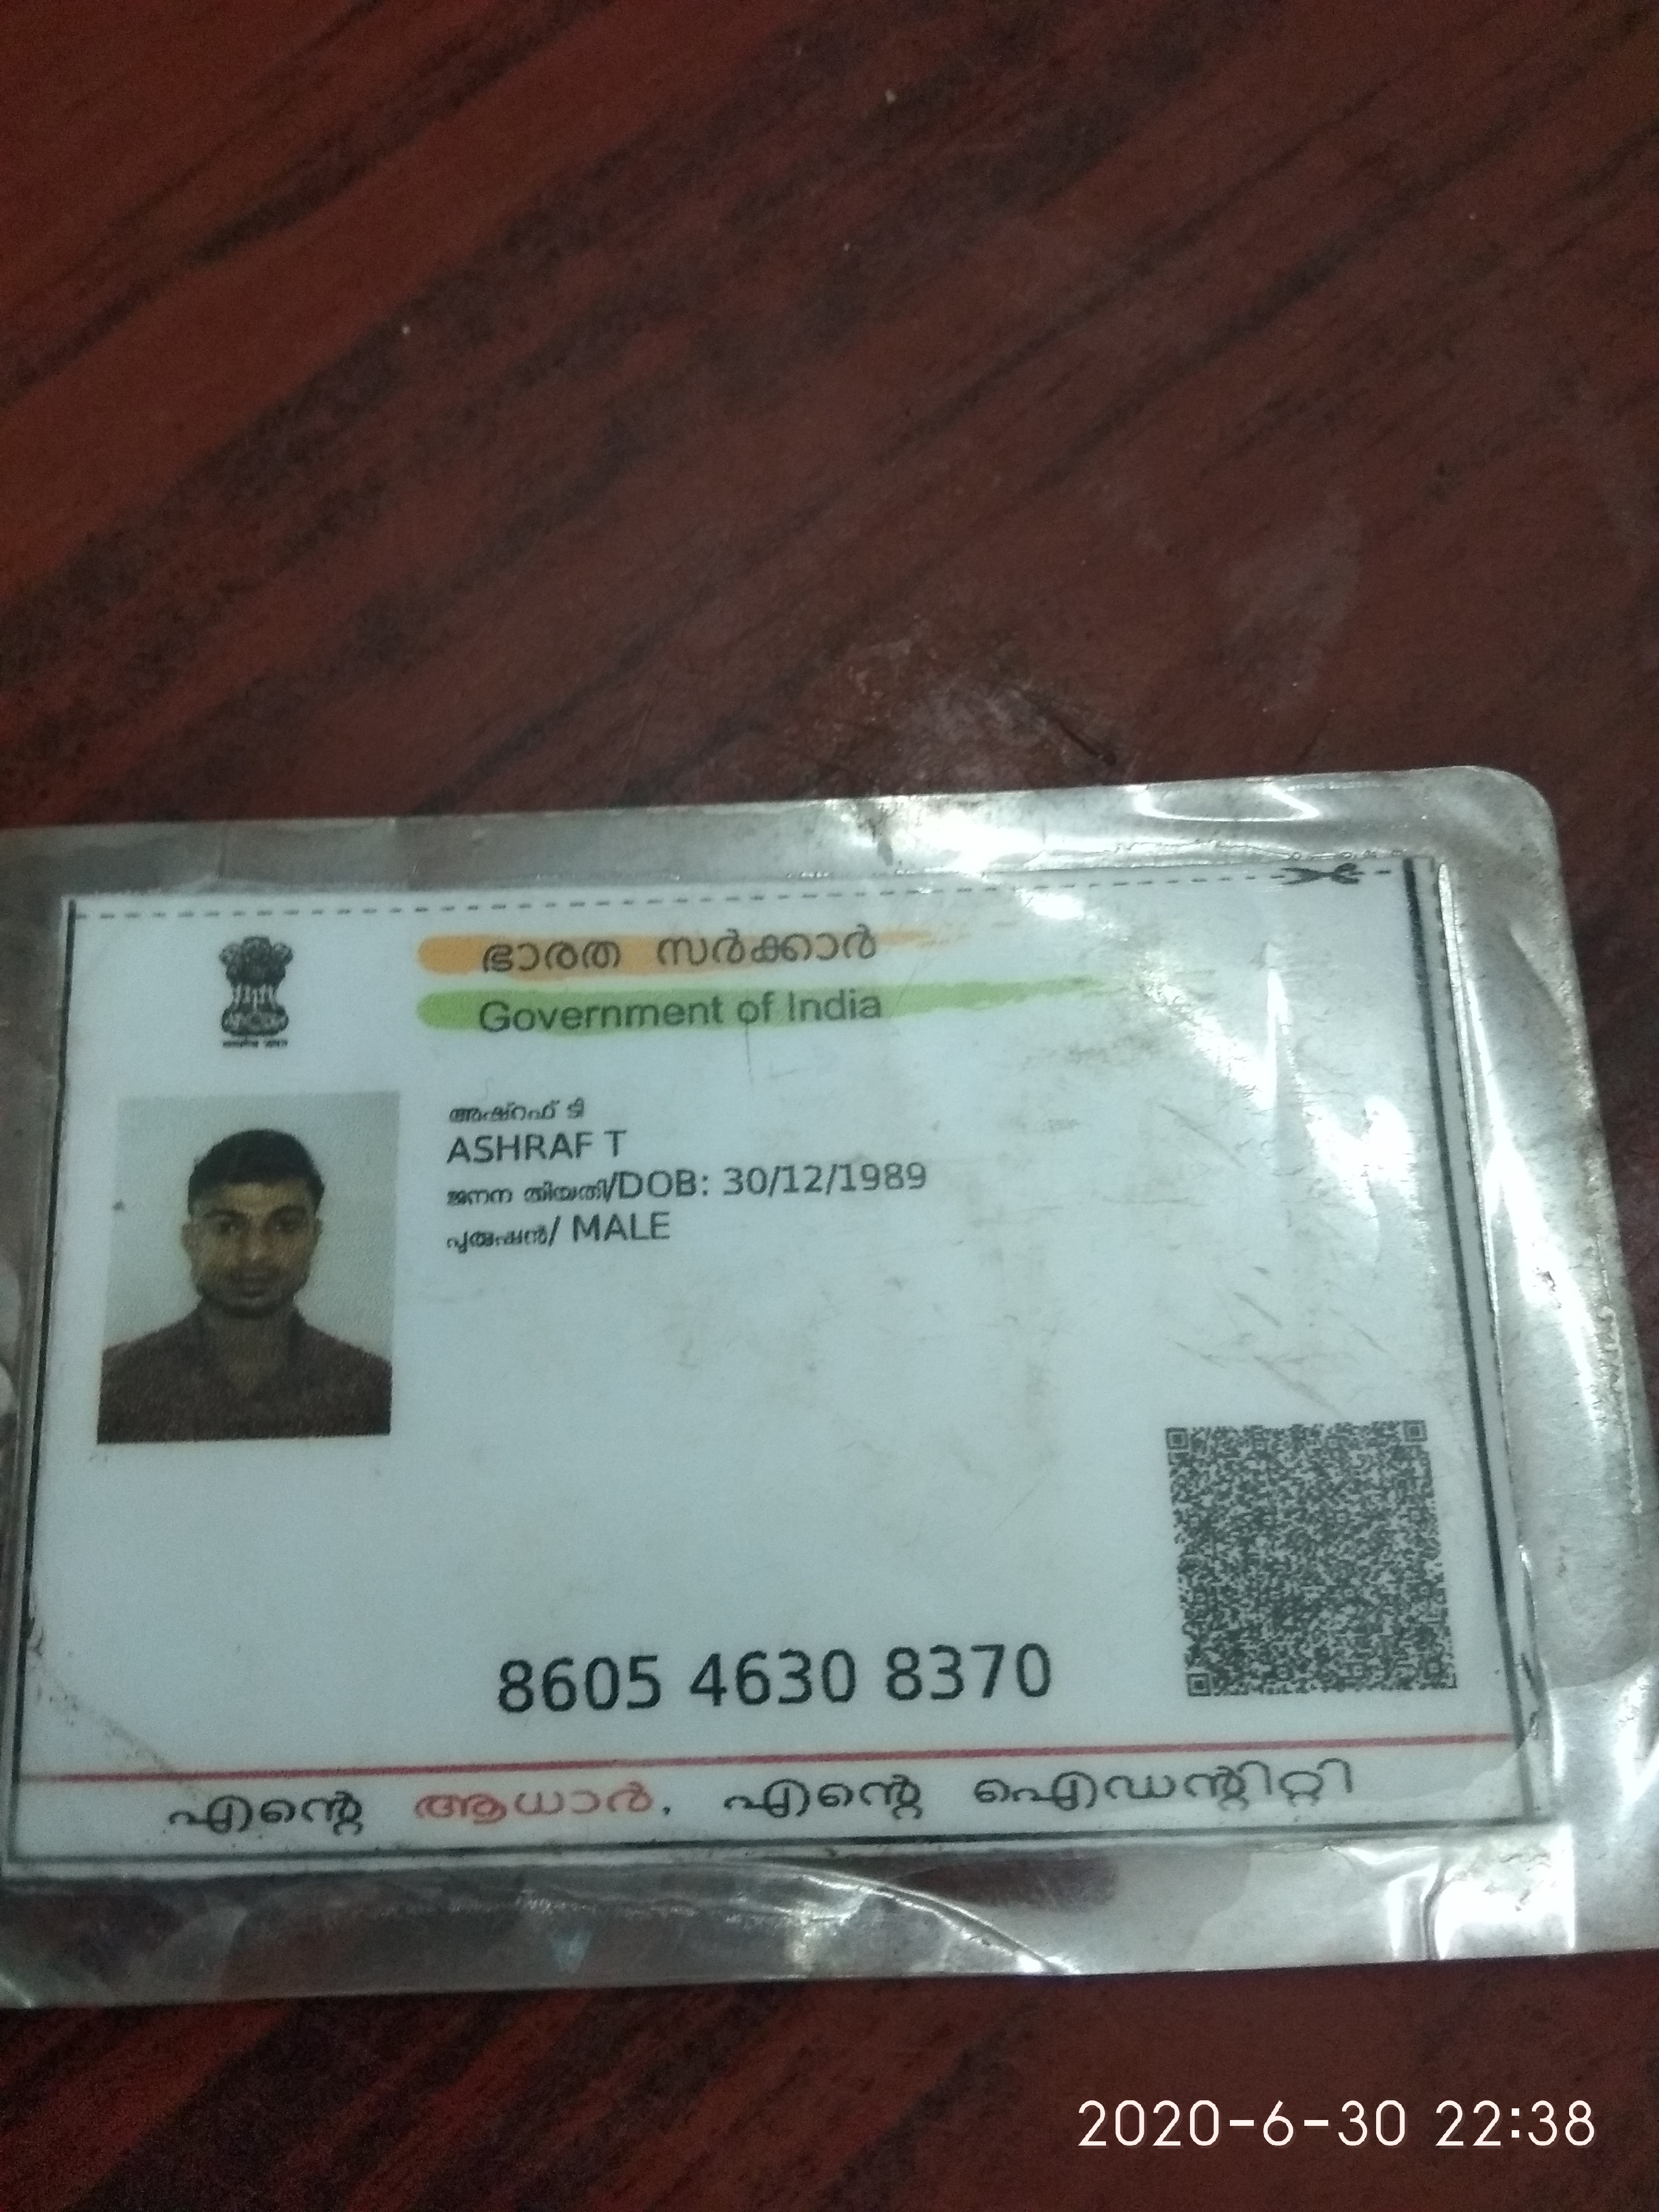 ഭാരത സർക്കാർ
Government of India
അഷ്റഫ് ടി
ASHRAF T
ജനന തിയതി/DOB: 30/12/1989
പുരുഷൻ/ MALE
8605 4630 8370
എന്റെ ആധാർ, എന്റെ ഐഡന്റിറ്റി
2020-6-30 22:38